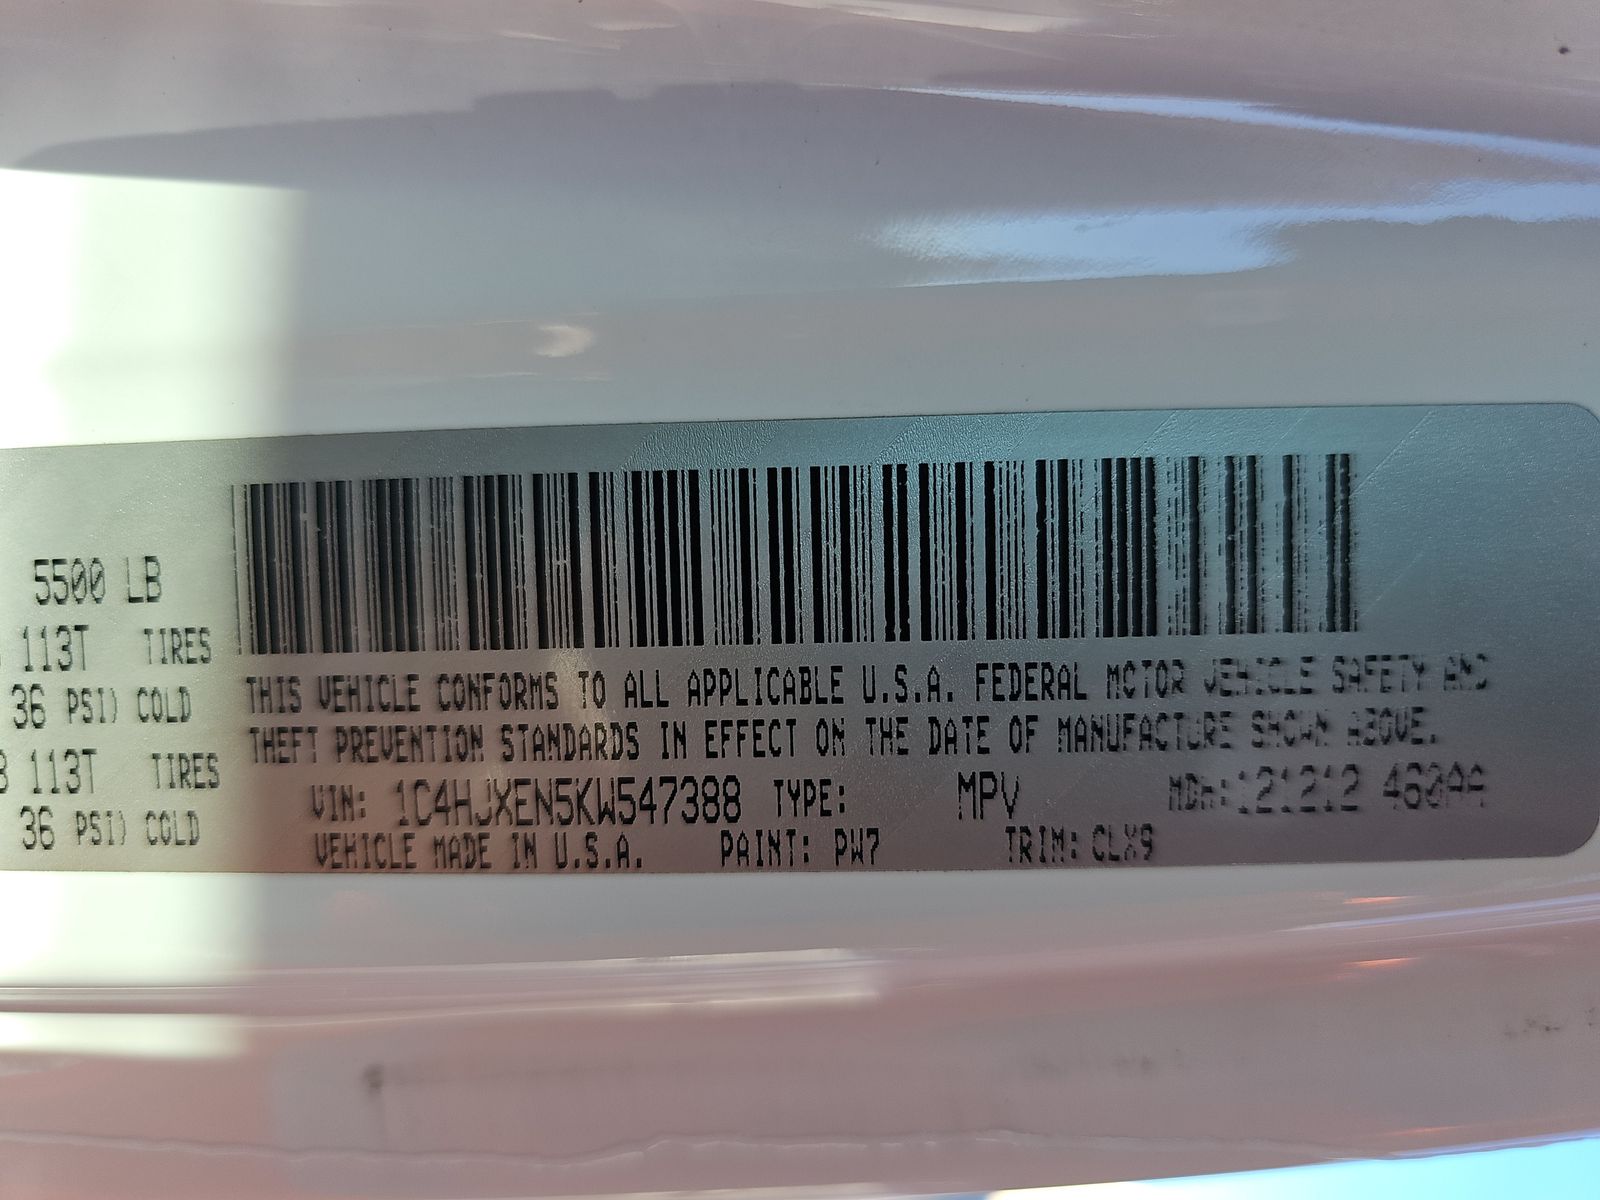 5500 LB
113T TIRES
36 PSI) COLD
113T TIRES
36 PSI) COLD
THIS VEHICLE CONFORMS TO ALL APPLICABLE U.S.A. FEDERAL MOTOR VEHICLE SAFETY AND
THEFT PREVENTION STANDARDS IN EFFECT ON THE DATE OF MANUFACTURE SHOWN ABOVE.
VIN: 1C4HJXEN5KW547388 TYPE: MPV MDH: 121212 460AA
VEHICLE MADE IN U.S.A. PAINT: PW7 TRIM: CLX9